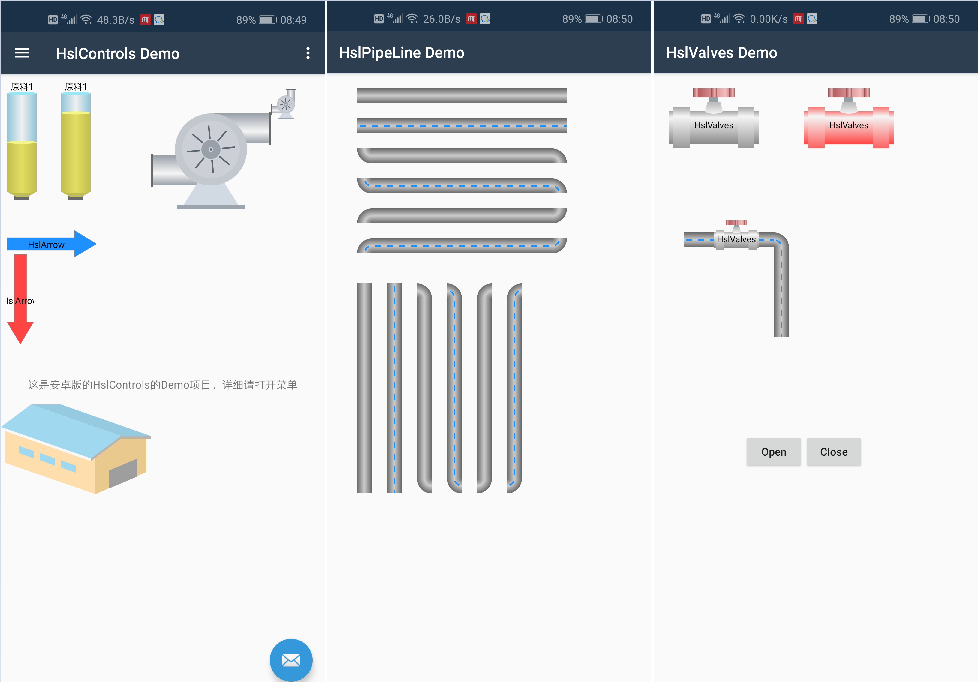 HD 4G 48.3B/s 89% 08:49
HslControls Demo
原料1 原料1
HslArrow
ls Arrov
这是安卓版的HslControls的Demo项目，详细请打开菜单
HD 4G 26.0B/s 89% 08:50
HslPipeLine Demo
HD 4G 0.00K/s 89% 08:50
HslValves Demo
HslValves HslValves
HslValves
Open Close